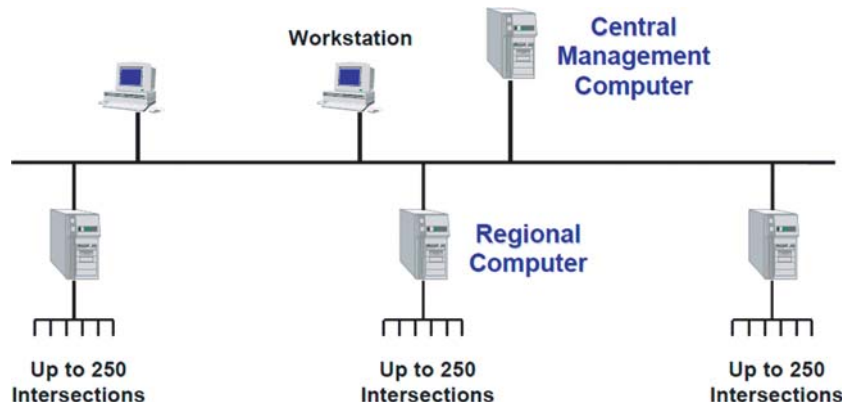 Workstation
Central
Management
Computer
Regional
Computer
Up to 250
Intersections
Up to 250
Intersections
Up to 250
Intersections